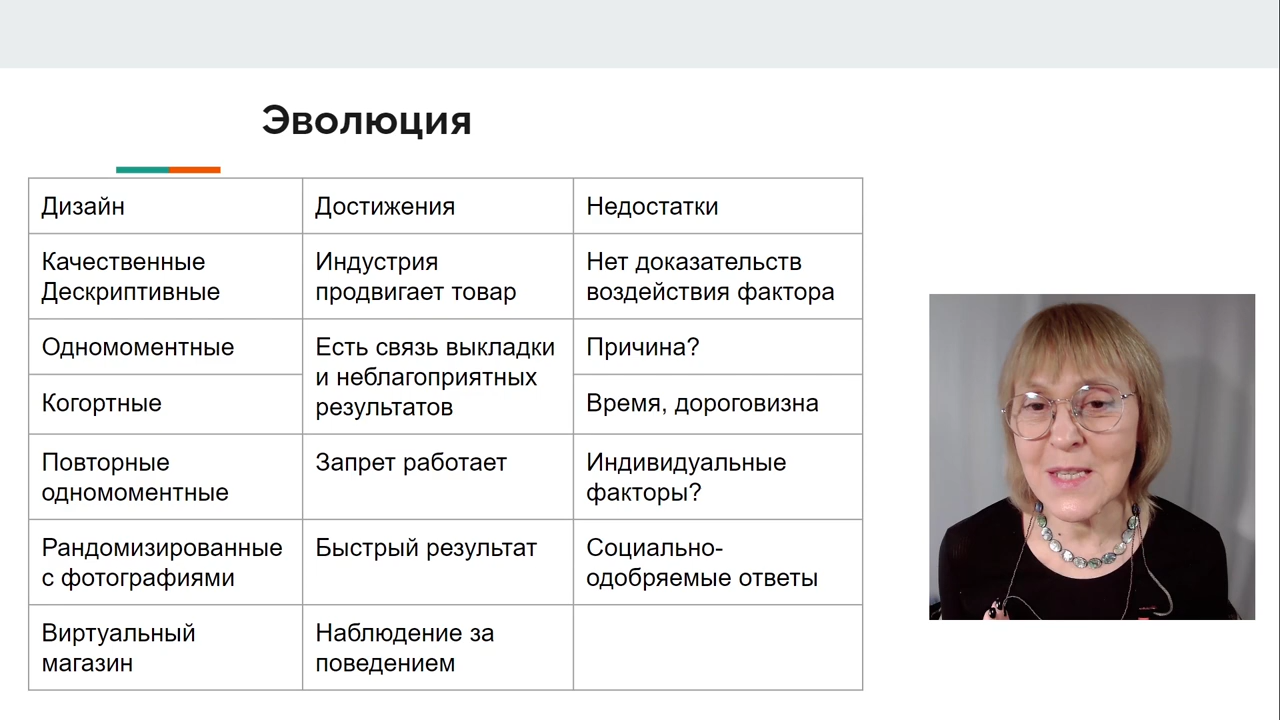 Эволюция
Дизайн
Достижения
Недостатки
Качественные
Дескриптивные
Индустрия
продвигает товар
Нет доказательств
воздействия фактора
Одномоментные
Есть связь выкладки
и неблагоприятных
результатов
Причина?
Когортные
Время, дороговизна
Повторные
одномоментные
Запрет работает
Индивидуальные
факторы?
Рандомизированные
с фотографиями
Быстрый результат
Социально-
одобряемые ответы
Виртуальный
магазин
Наблюдение за
поведением